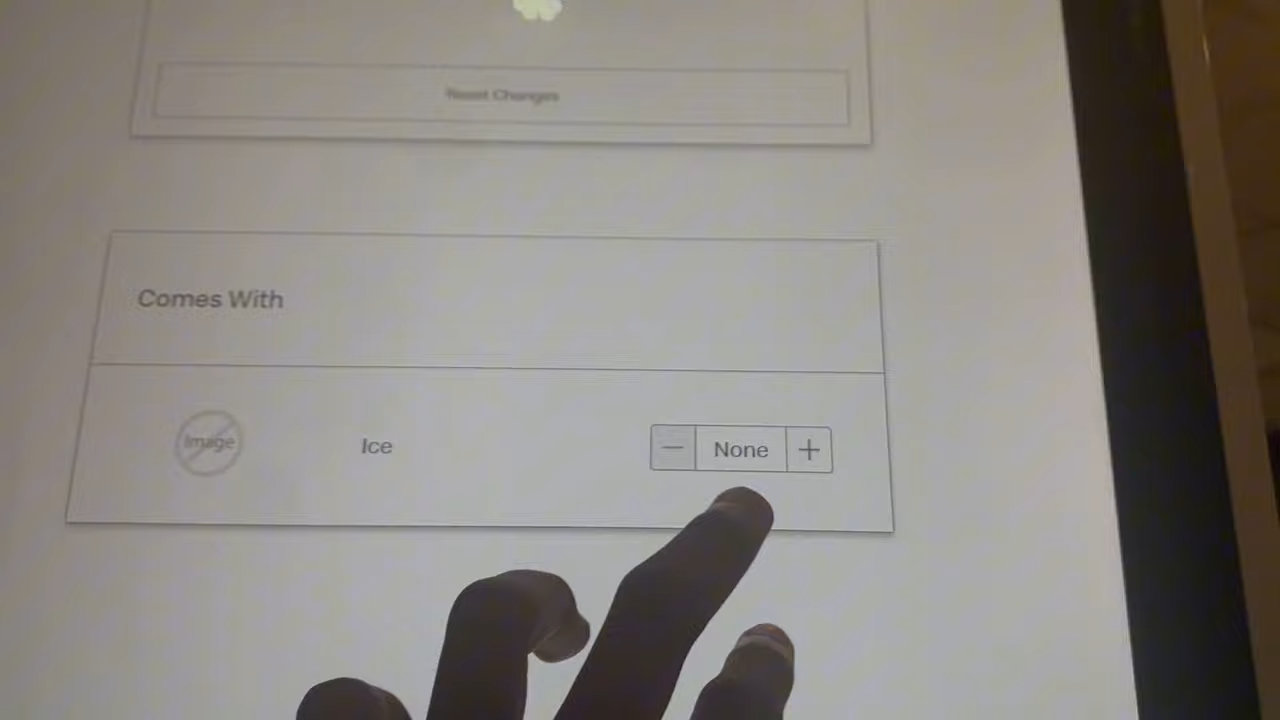 Reset Changes
Comes With
Image
Ice
− None +